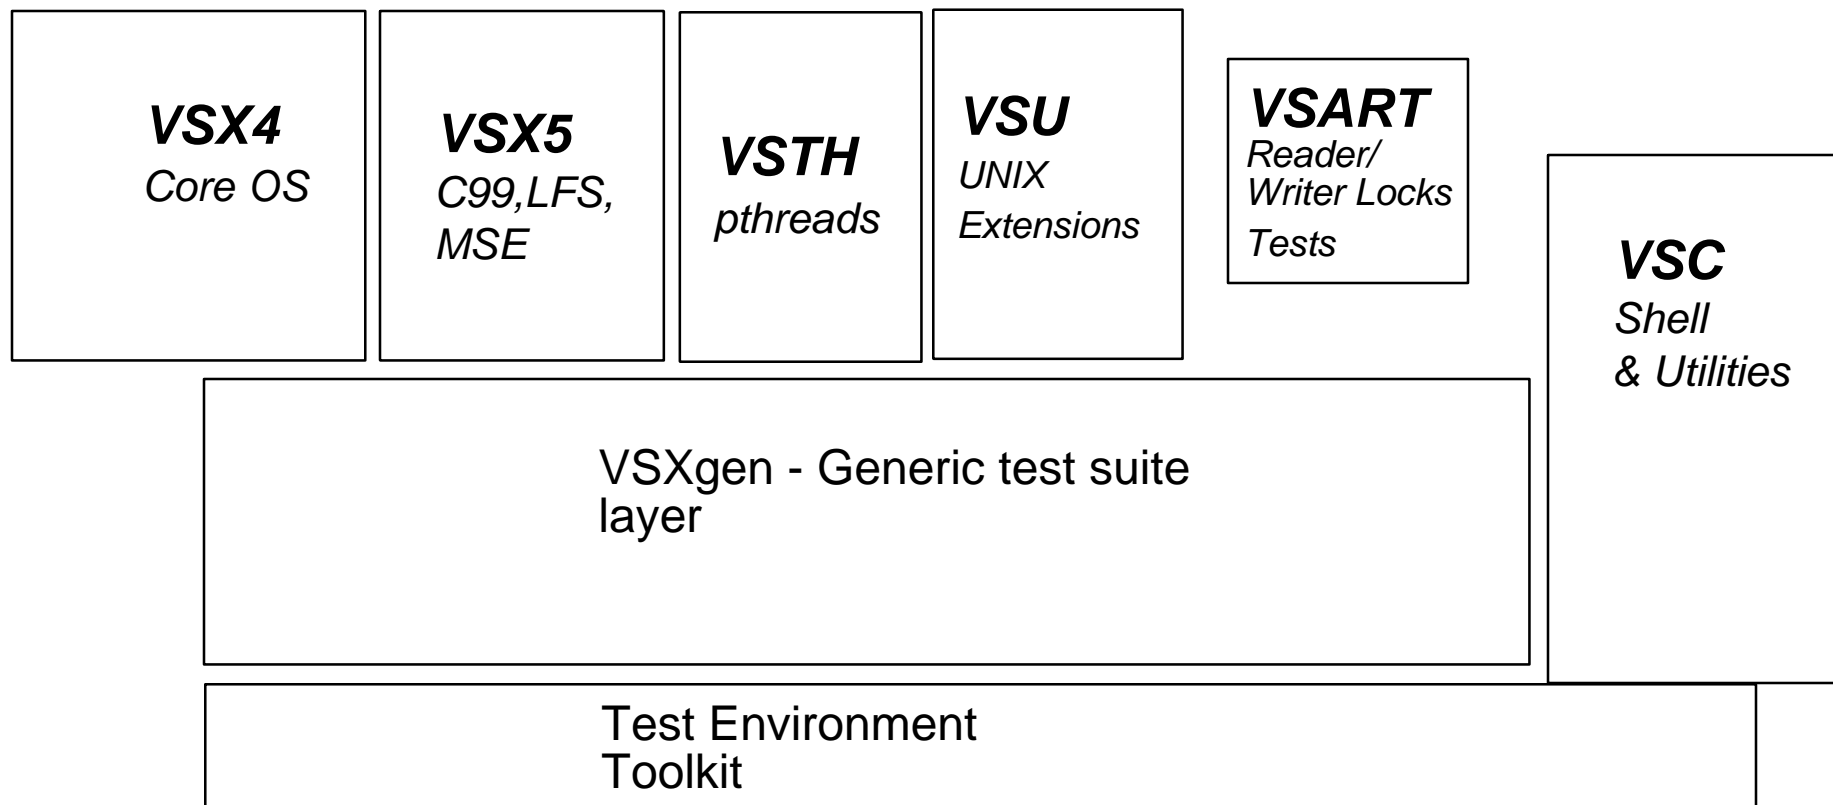 VSX4
Core OS
VSX5
C99,LFS,
MSE
VSTH
pthreads
VSU
UNIX
Extensions
VSART
Reader/
Writer Locks
Tests
VSC
Shell
& Utilities
VSXgen - Generic test suite
layer
Test Environment
Toolkit